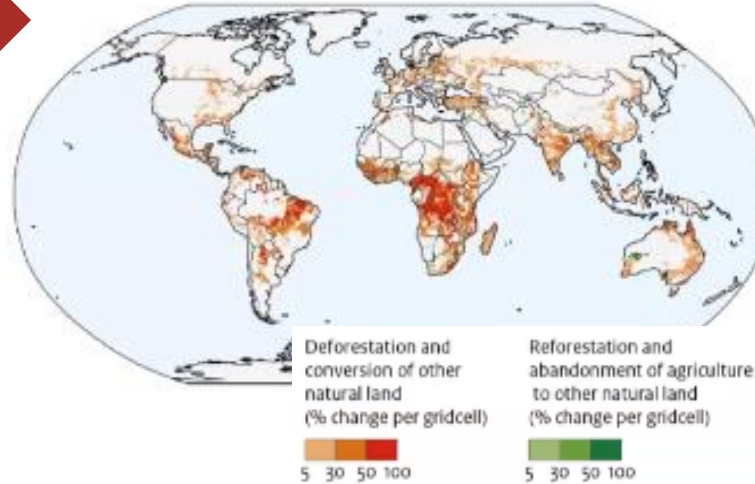 Deforestation and
conversion of other
natural land
(% change per gridcell)
5 30 50 100
Reforestation and
abandonment of agriculture
to other natural land
(% change per gridcell)
5 30 50 100